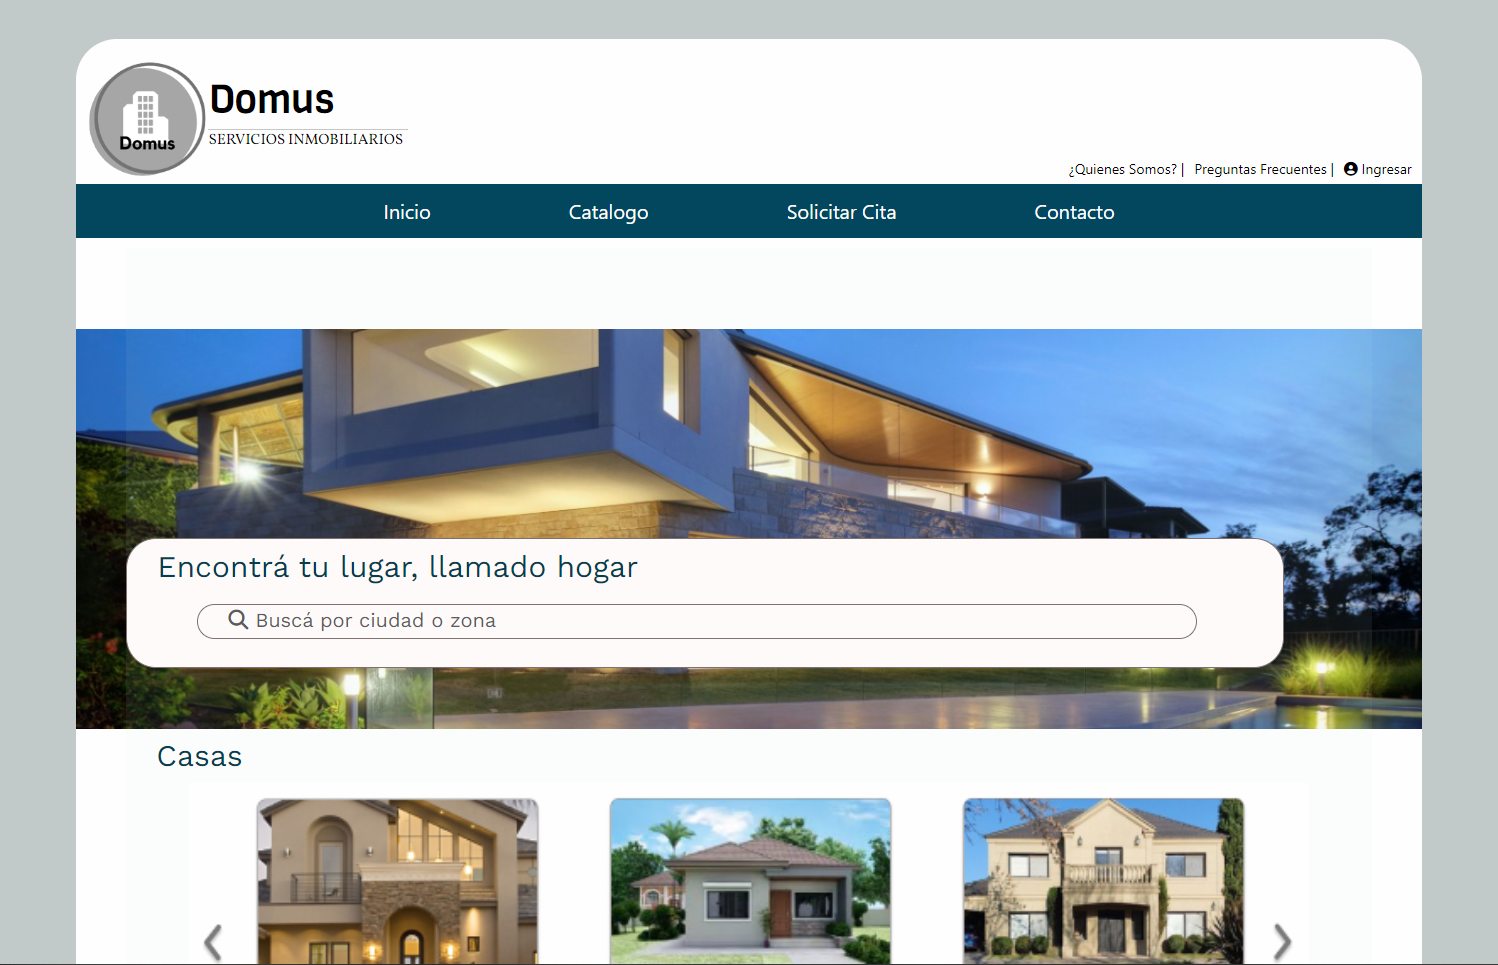 Domus
Domus
SERVICIOS INMOBILIARIOS
¿Quienes Somos? | Preguntas Frecuentes | Ingresar
Inicio Catalogo Solicitar Cita Contacto
Encontrá tu lugar, llamado hogar
Buscá por ciudad o zona
Casas